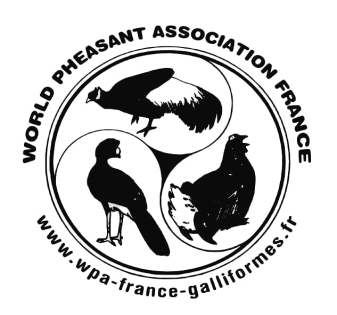 WORLD PHEASANT ASSOCIATION FRANCE
www.wpa-france-galliformes.fr